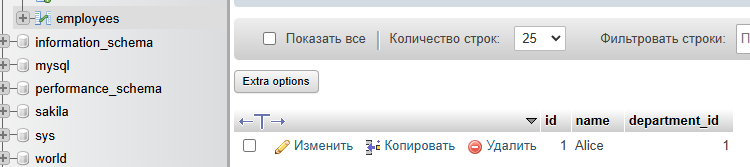 employees
information_schema
mysql
performance_schema
sakila
sys
world
Показать все
Количество строк:
25
Фильтровать строки:
Extra options
id name department_id
Изменить Копировать Удалить 1 Alice 1